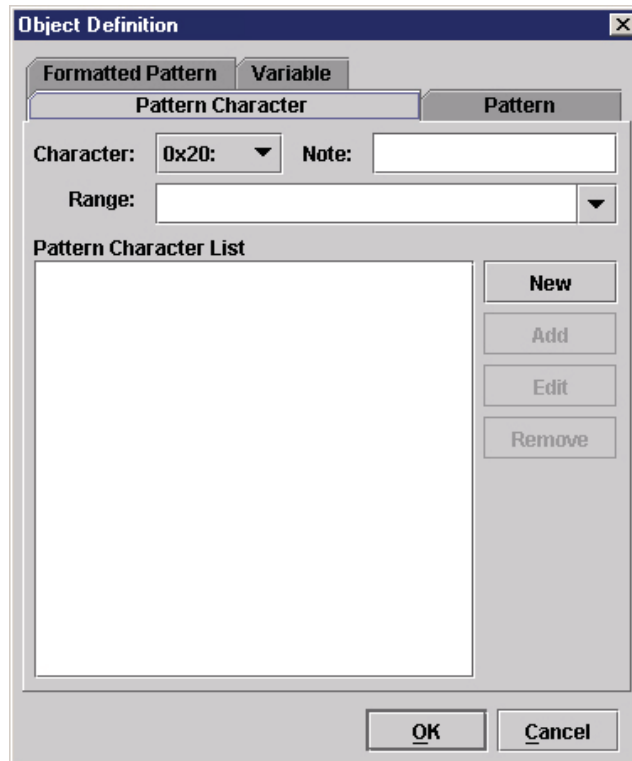 Object Definition
Formatted Pattern Variable
Pattern Character Pattern
Character: 0x20: Note:
Range:
Pattern Character List
New
Add
Edit
Remove
OK Cancel